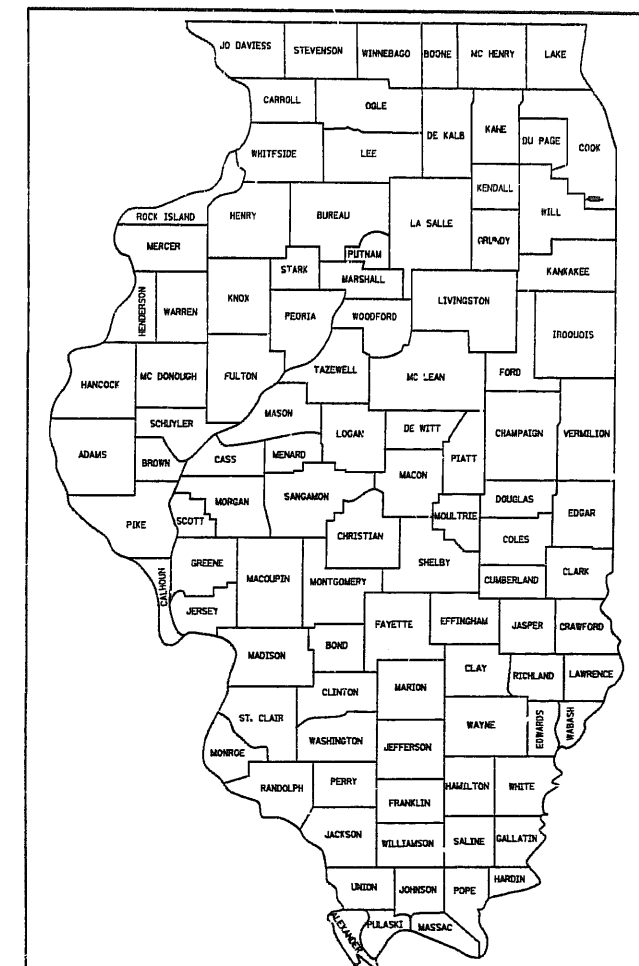 JO DAVIESS
STEVENSON
WINNEBAGO
BOONE
MC HENRY
LAKE
CARROLL
OGLE
DE KALB
KANE
DU PAGE
COOK
WHITFSIDE
LEE
KENDALL
WILL
ROCK ISLAND
HENRY
BUREAU
LA SALLE
GRUNDY
MERCER
PUTNAM
STARK
MARSHALL
KANKAKEE
HENDERSON
WARREN
KNOX
PEORIA
WOODFORD
LIVINGSTON
IROQUOIS
HANCOCK
MC DONOUGH
FULTON
TAZEWELL
MC LEAN
FORD
SCHUYLER
MASON
ADAMS
BROWN
CASS
MENARD
LOGAN
DE WITT
PIATT
CHAMPAIGN
VERMILION
MACON
PIKE
SCOTT
MORGAN
SANGAMON
CHRISTIAN
MOULTRIE
DOUGLAS
EDGAR
COLES
CALHOUN
GREENE
MACOUPIN
MONTGOMERY
SHELBY
CUMBERLAND
CLARK
JERSEY
FAYETTE
EFFINGHAM
JASPER
CRAWFORD
MADISON
BOND
CLAY
RICHLAND
LAWRENCE
CLINTON
MARION
ST. CLAIR
WAYNE
EDWARDS
WABASH
MONROE
WASHINGTON
JEFFERSON
RANDOLPH
PERRY
HAMILTON
WHITE
FRANKLIN
JACKSON
WILLIAMSON
SALINE
GALLATIN
UNION
JOHNSON
POPE
HARDIN
ALEXANDER
PULASKI
MASSAC